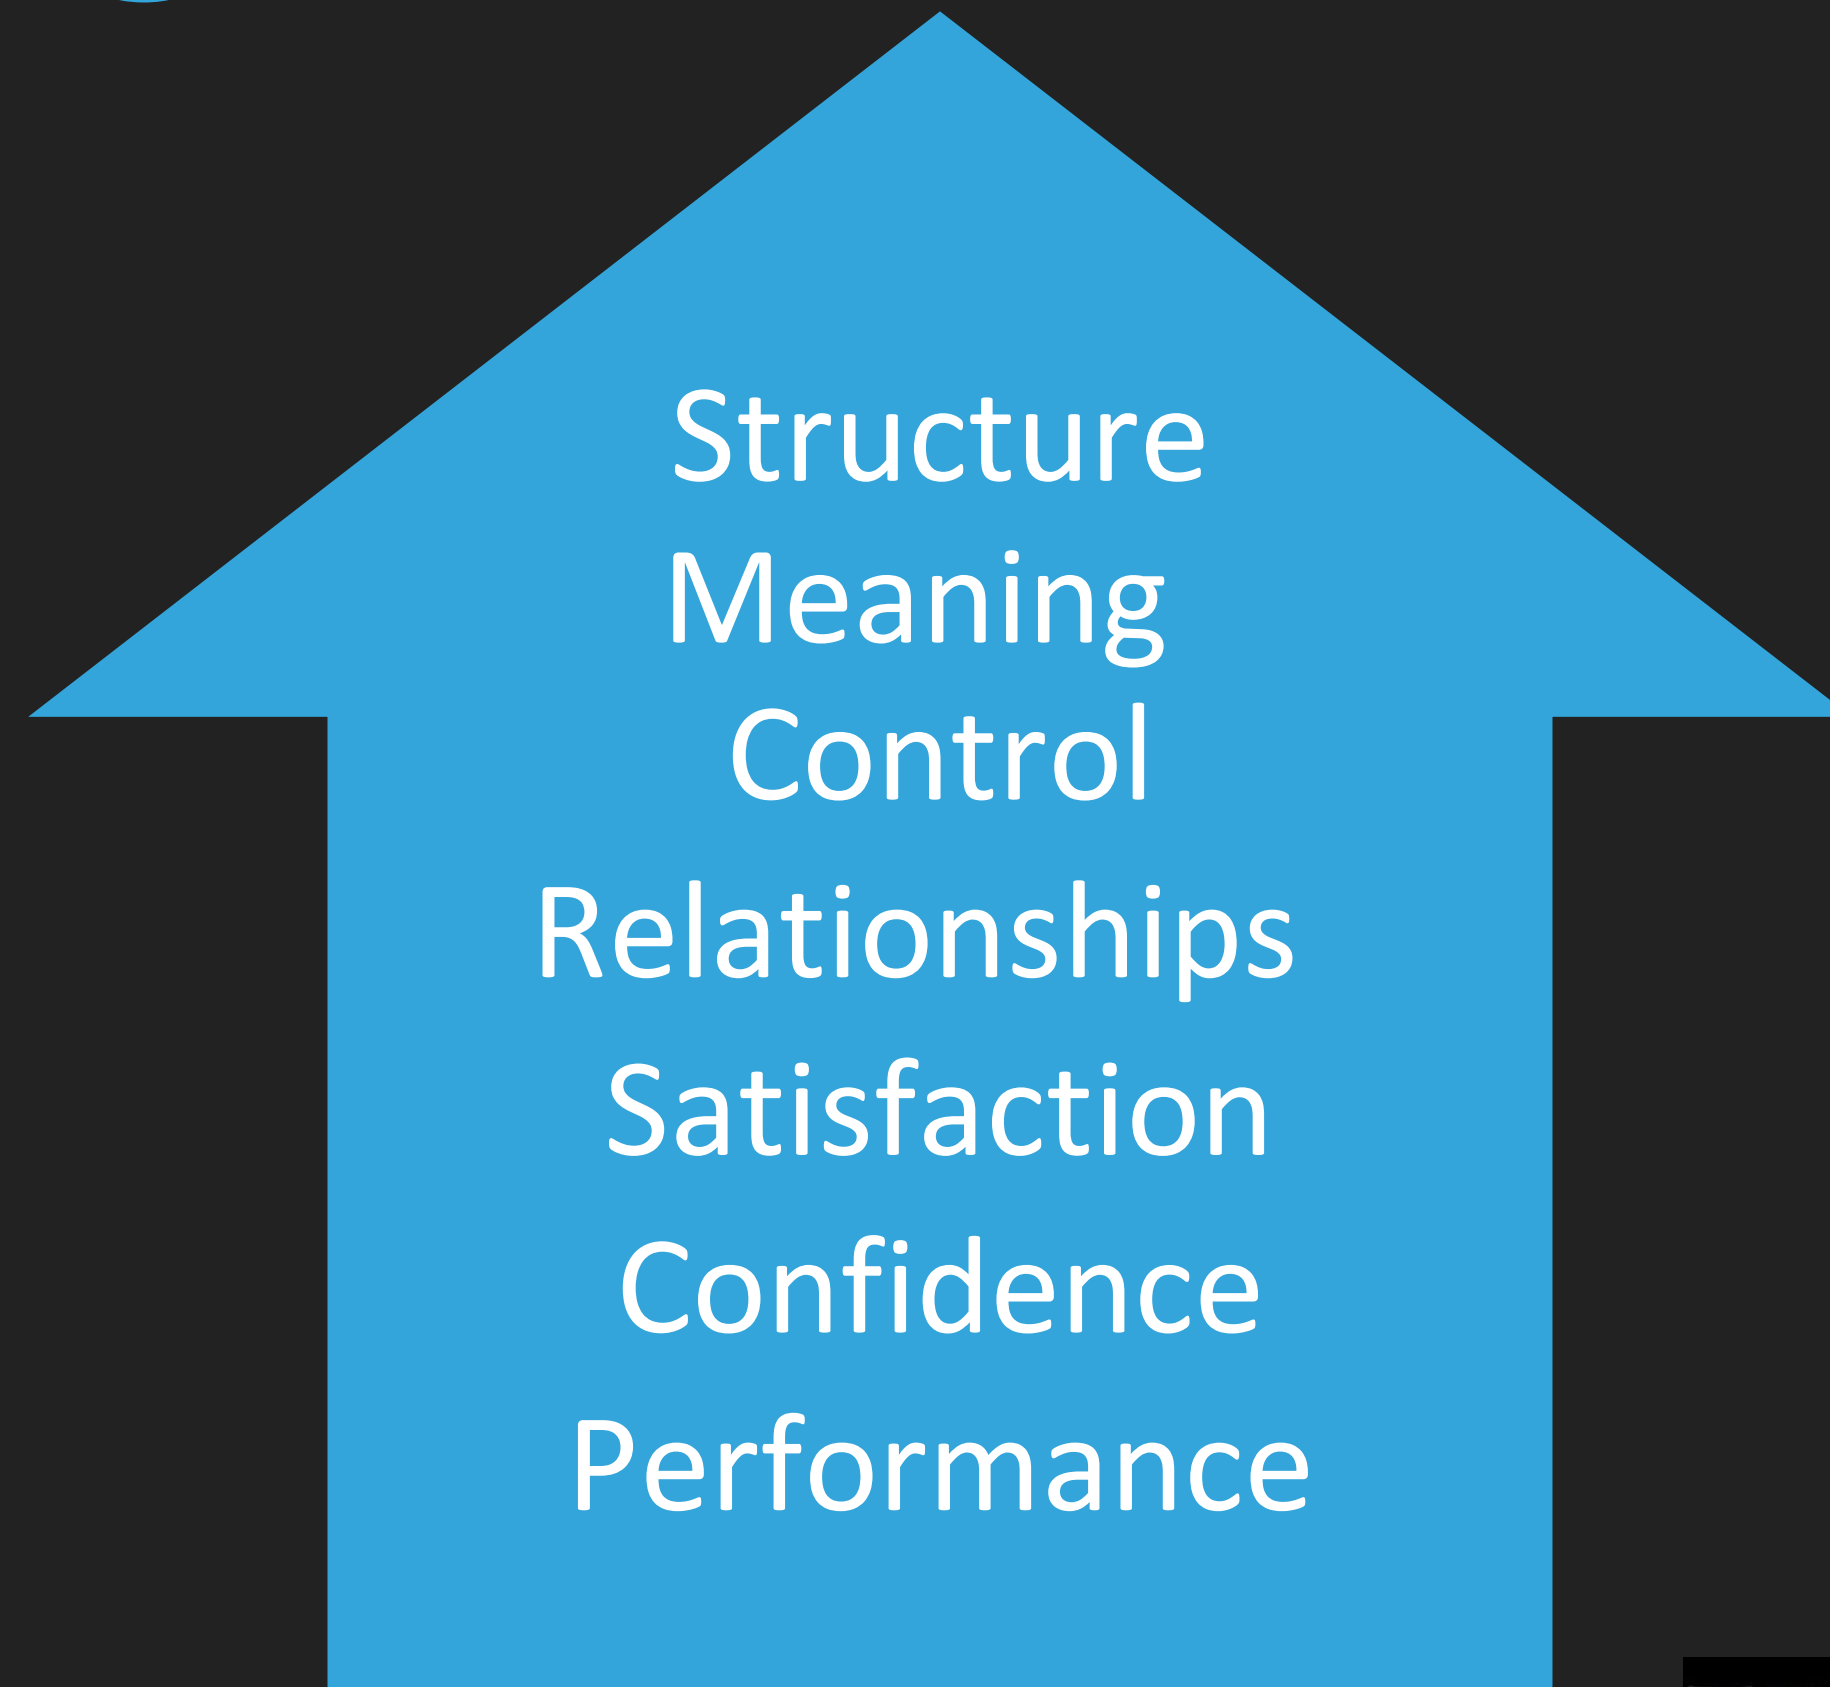 Structure
Meaning
Control
Relationships
Satisfaction
Confidence
Performance